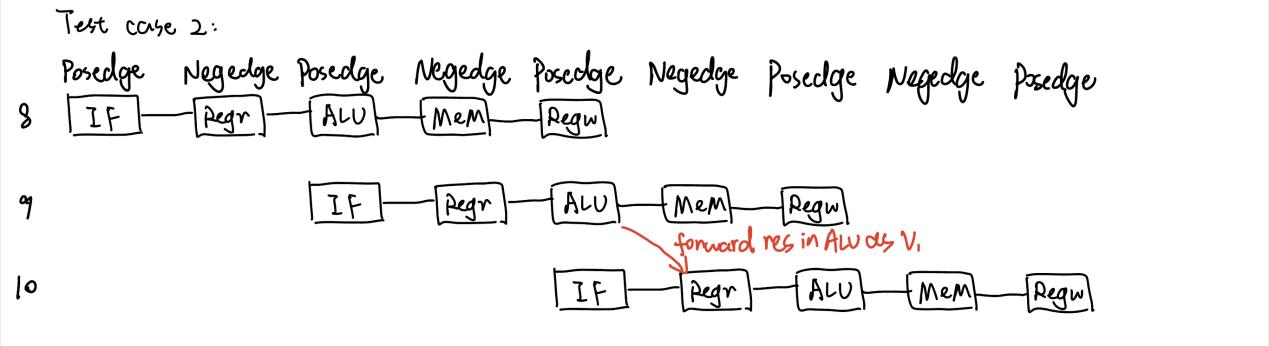 Test case 2:
Posedge Negedge Posedge Negedge Posedge Negedge Posedge Negedge Posedge
8 IF Regr ALU MeM Regw
9 IF Regr ALU MeM Regw
forward res in ALU as V₁
10 IF Regr ALU MeM Regw